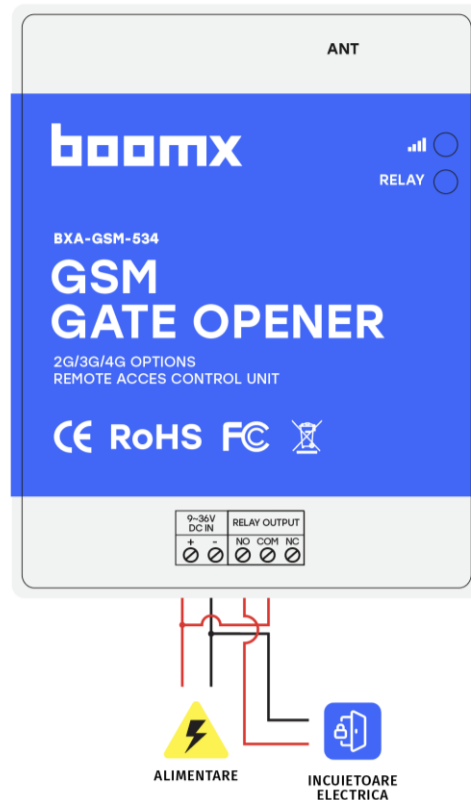 ANT
boomx
RELAY
BXA-GSM-534
GSM
GATE OPENER
2G/3G/4G OPTIONS
REMOTE ACCES CONTROL UNIT
CE RoHS FC
9~36V
DC IN
RELAY OUTPUT
+ - NO COM NC
ALIMENTARE
INCUIETOARE
ELECTRICA